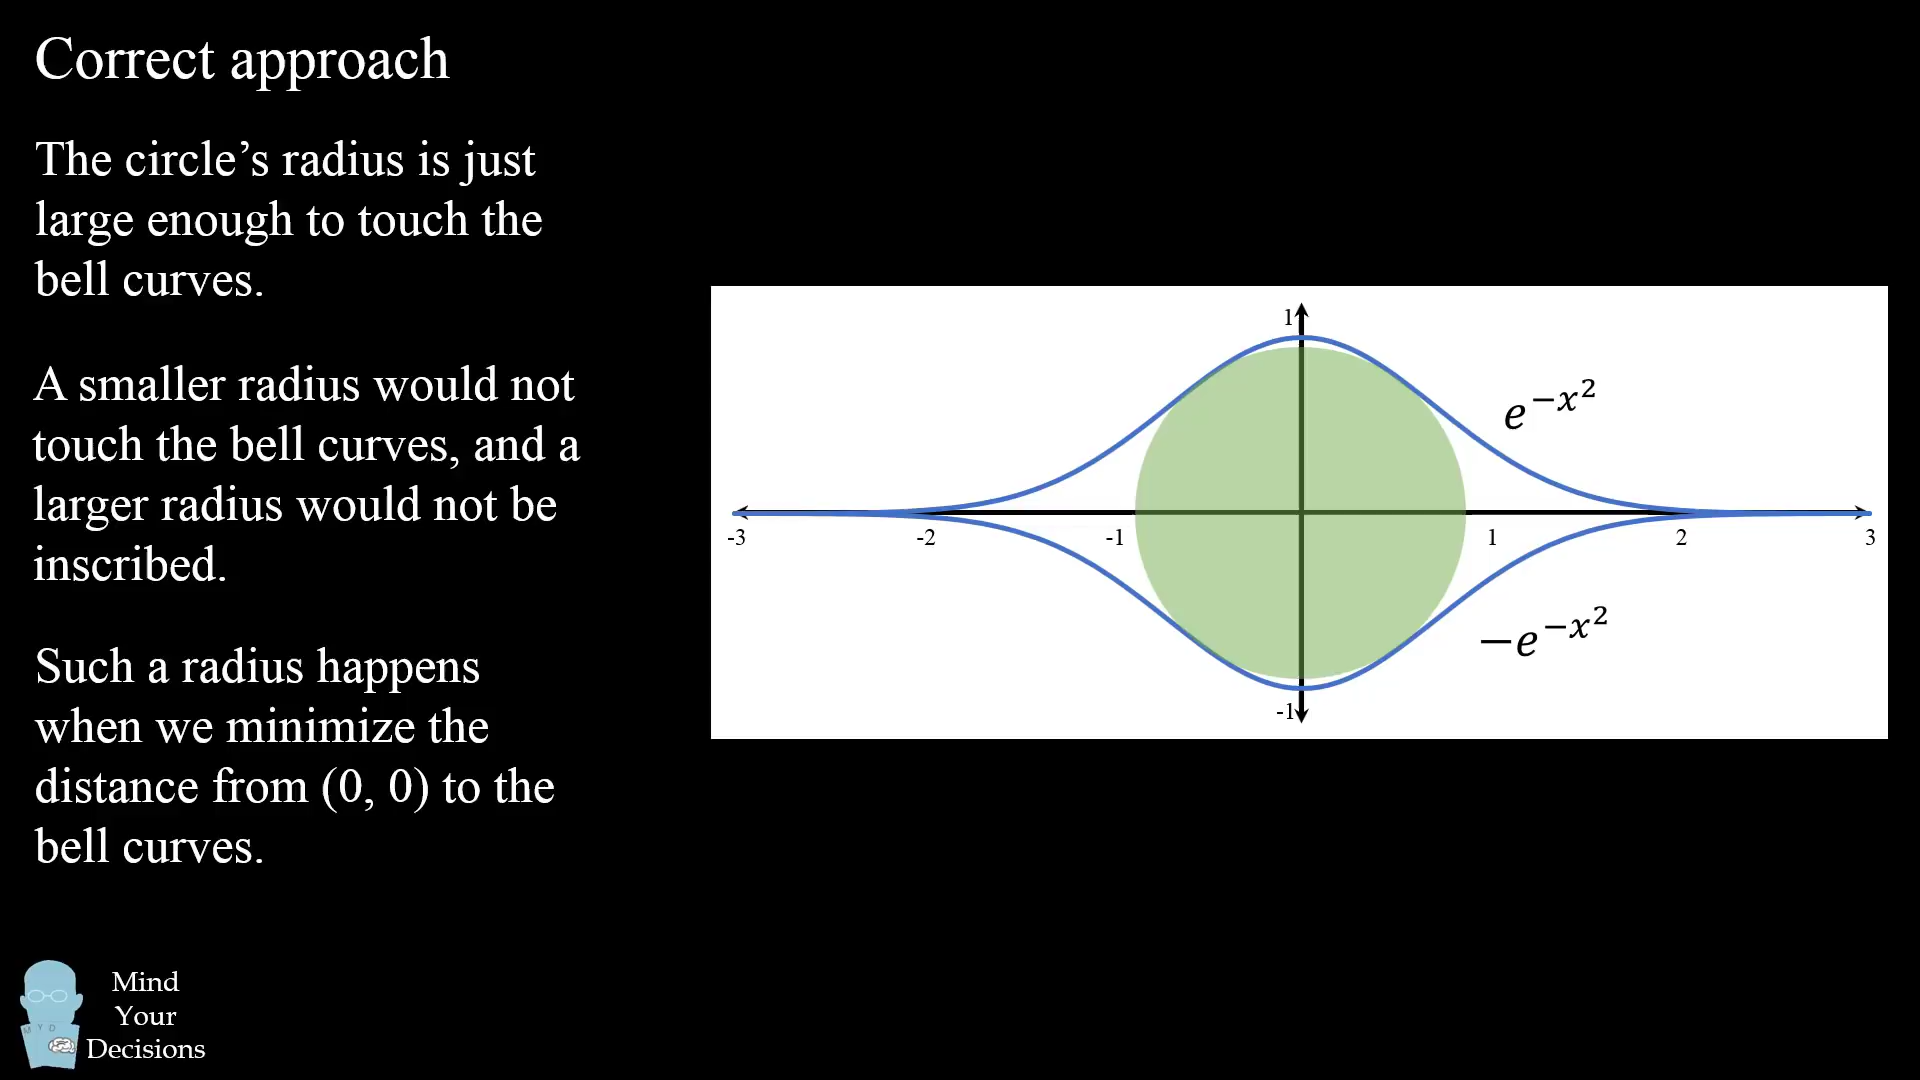 Correct approach
The circle’s radius is just
large enough to touch the
bell curves.
A smaller radius would not
touch the bell curves, and a
larger radius would not be
inscribed.
Such a radius happens
when we minimize the
distance from (0, 0) to the
bell curves.
1
e^{-x^2}
-3 -2 -1 1 2 3
-e^{-x^2}
-1
M Y D
Mind
Your
Decisions